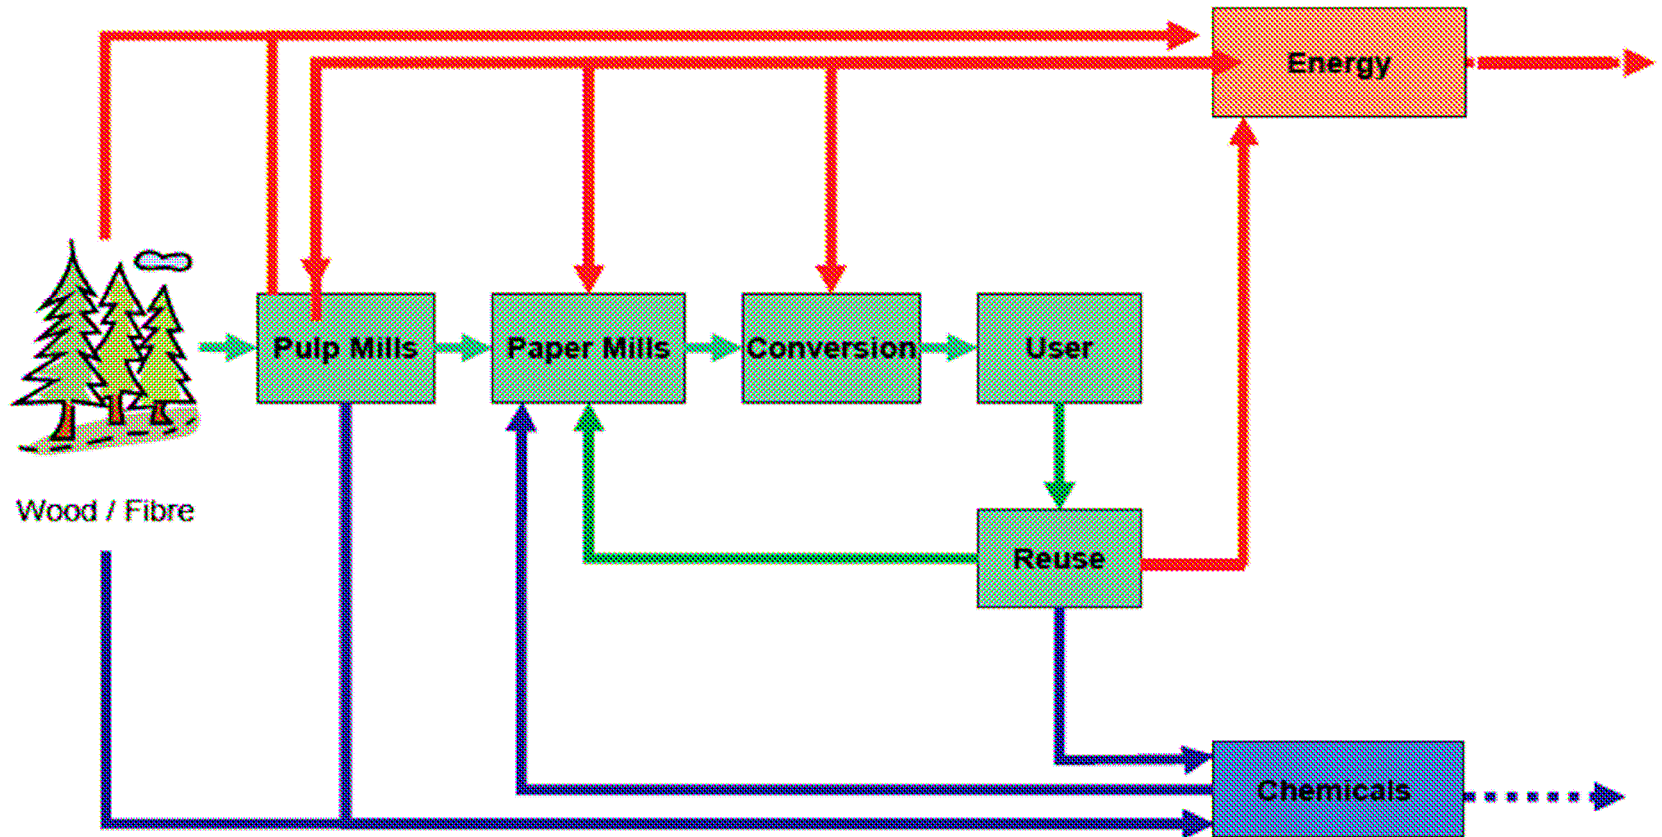 Energy
Pulp Mills
Paper Mills
Conversion
User
Wood / Fibre
Reuse
Chemicals